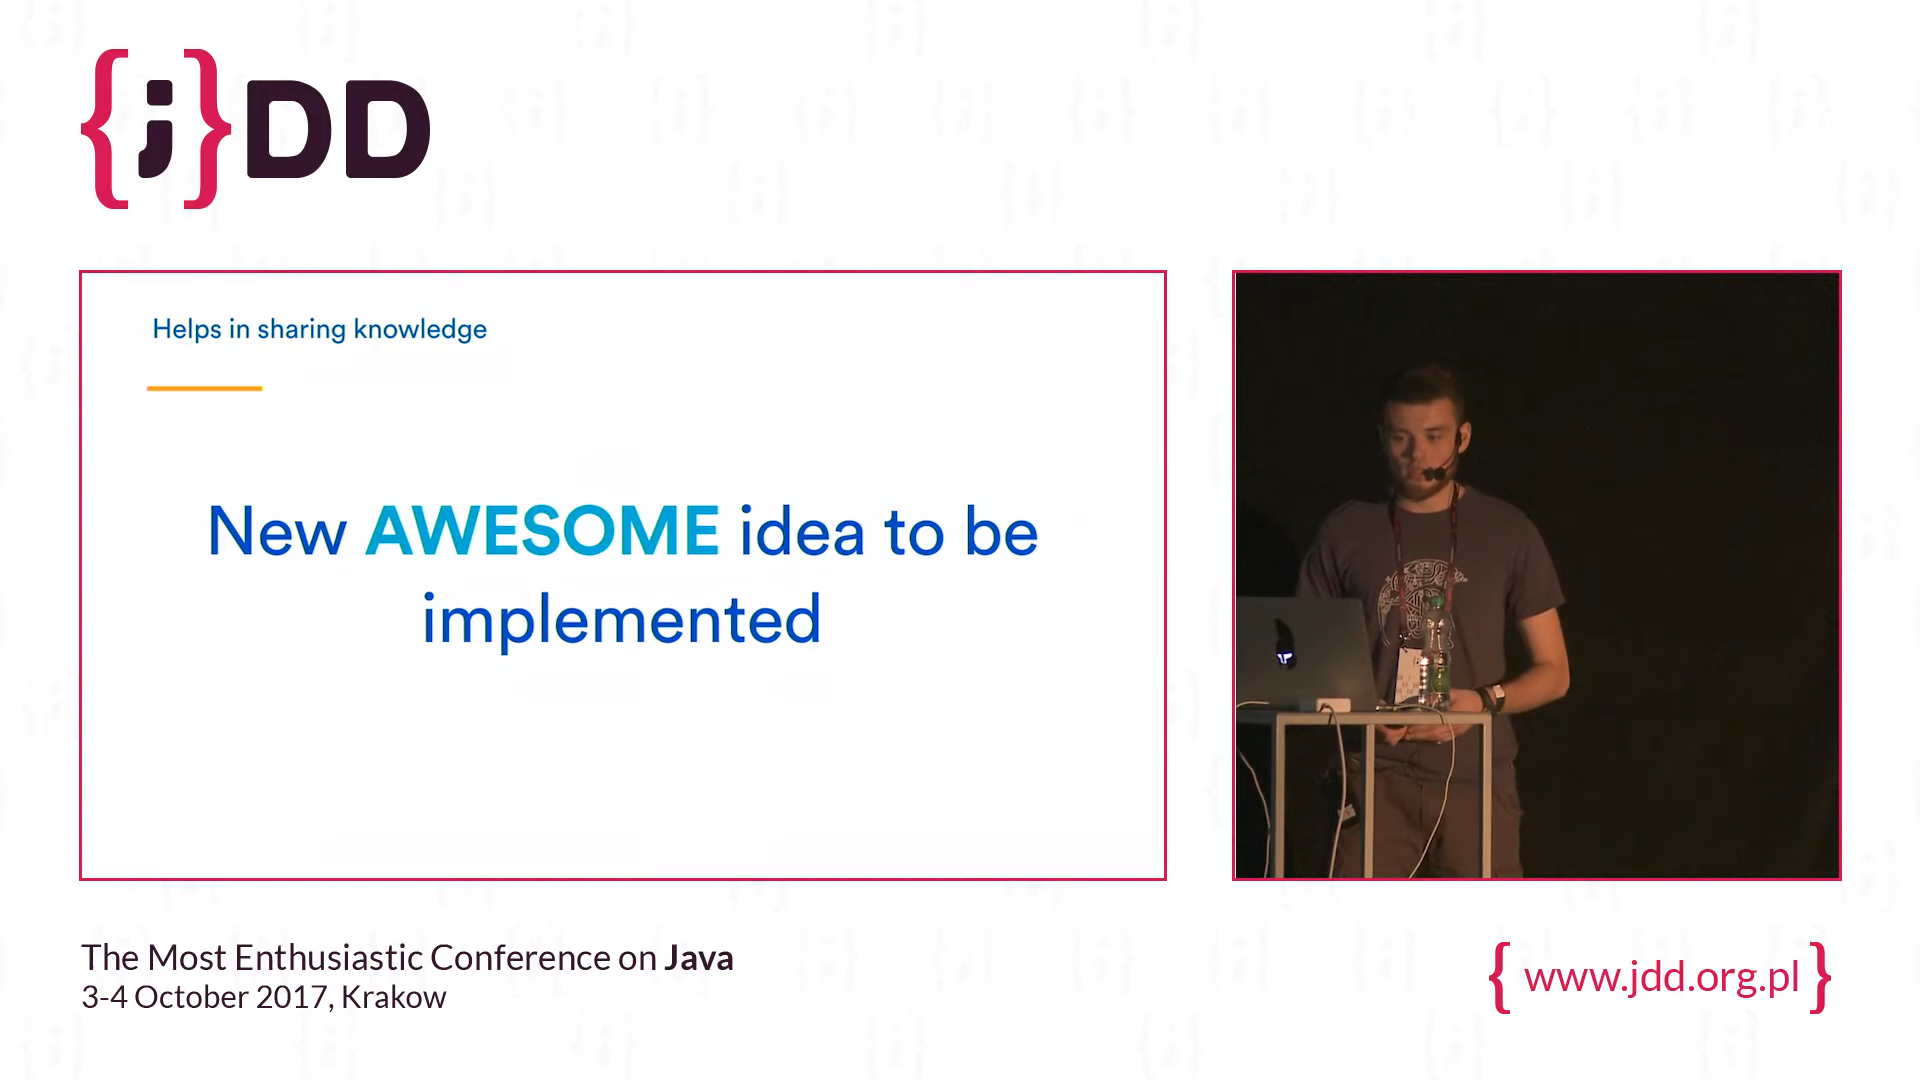 {;}DD
Helps in sharing knowledge
New AWESOME idea to be
implemented
The Most Enthusiastic Conference on Java
3-4 October 2017, Krakow
{ www.jdd.org.pl }